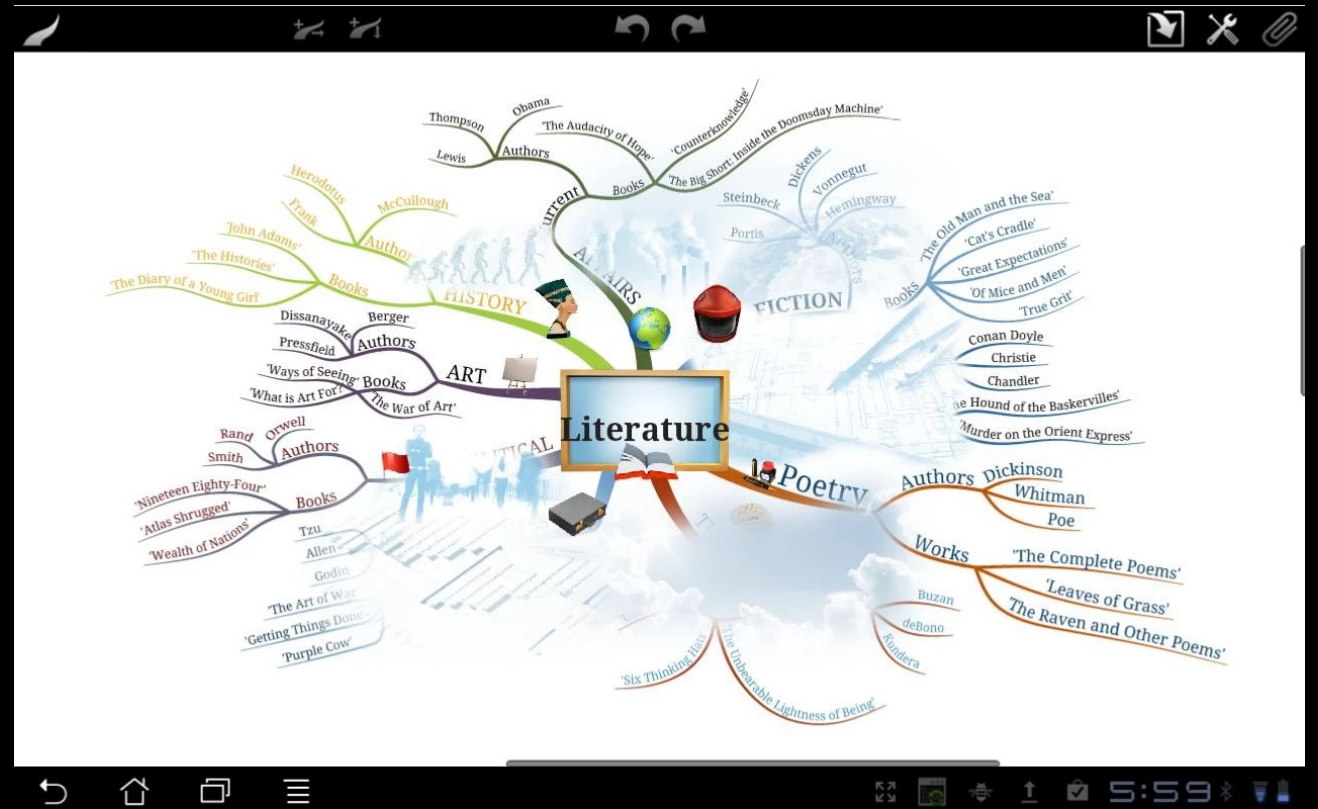 Obama
Thompson
Lewis
Authors
'The Audacity of Hope'
'Counterknowledge'
'The Big Short: Inside the Doomsday Machine'
Books
urrent
AFFAIRS
Herodotus
Frank
McCullough
Author
'John Adams'
'The Histories'
'The Diary of a Young Girl'
Books
HISTORY
Dickens
Vonnegut
Hemingway
Steinbeck
Portis
Authors
FICTION
Books
'The Old Man and the Sea'
'Cat's Cradle'
'Great Expectations'
'Of Mice and Men'
'True Grit'
Conan Doyle
Christie
Chandler
e Hound of the Baskervilles'
'Murder on the Orient Express'
Dissanayake
Berger
Pressfield
Authors
'Ways of Seeing'
'What is Art For?'
'The War of Art'
Books
ART
Literature
Orwell
Rand
Smith
Authors
LITICAL
'Nineteen Eighty-Four'
'Atlas Shrugged'
'Wealth of Nations'
Books
Tzu
Allen
Godin
'The Art of War
'Getting Things Done
'Purple Cow'
Poetry
Authors
Dickinson
Whitman
Poe
Works
'The Complete Poems'
'Leaves of Grass'
'The Raven and Other Poems'
Buzan
deBono
Kundera
'Six Thinking Hats
'The Unbearable Lightness of Being'
5:59